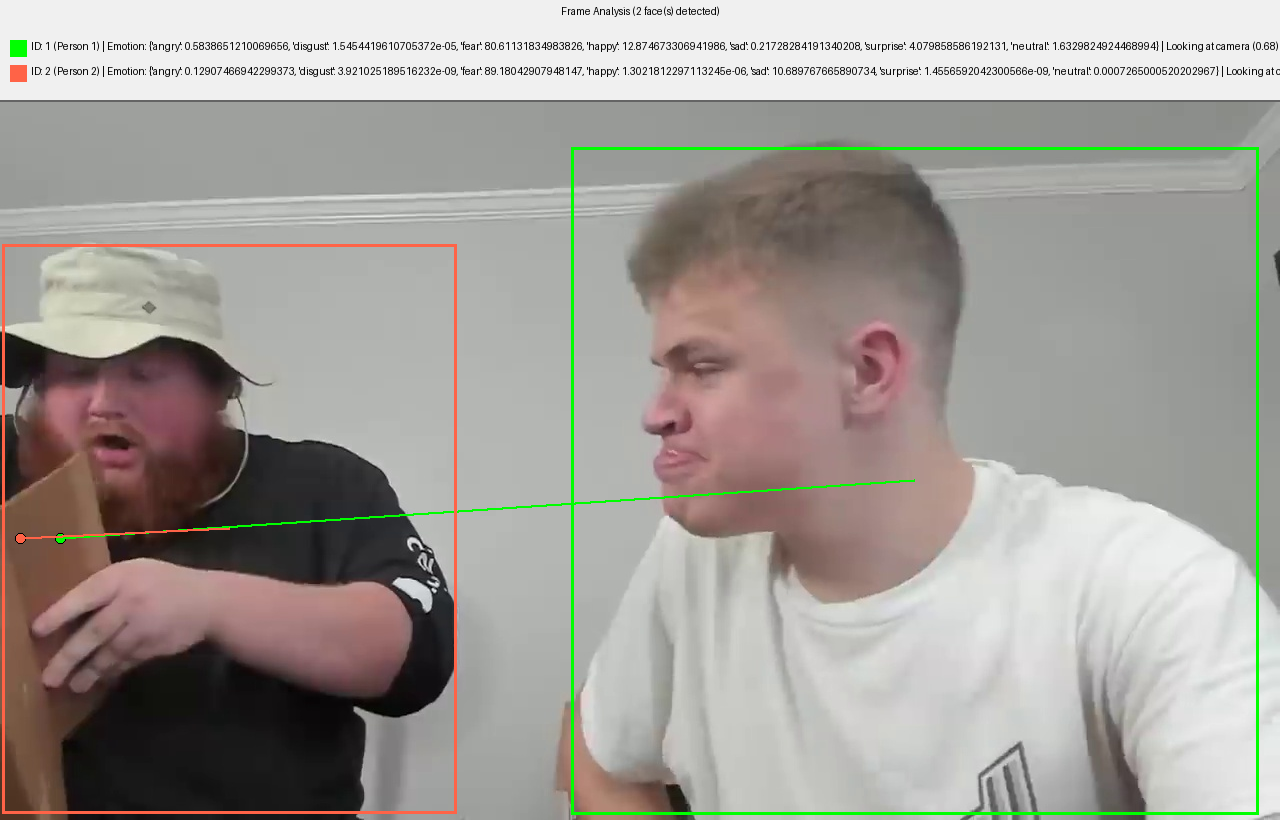 Frame Analysis (2 face(s) detected)
ID: 1 (Person 1) | Emotion: {'angry': 0.5838651210069656, 'disgust': 1.5454419610705372e-05, 'fear': 80.61131834983826, 'happy': 12.874673306941986, 'sad': 0.21728284191340208, 'surprise': 4.079858586192131, 'neutral': 1.6329824924468994} | Looking at camera (0.68)
ID: 2 (Person 2) | Emotion: {'angry': 0.12907466942299373, 'disgust': 3.921025189516232e-09, 'fear': 89.18042907948147, 'happy': 1.3021812297113245e-06, 'sad': 10.689767665890734, 'surprise': 1.4556592042300566e-09, 'neutral': 0.0007265000520202967} | Looking at